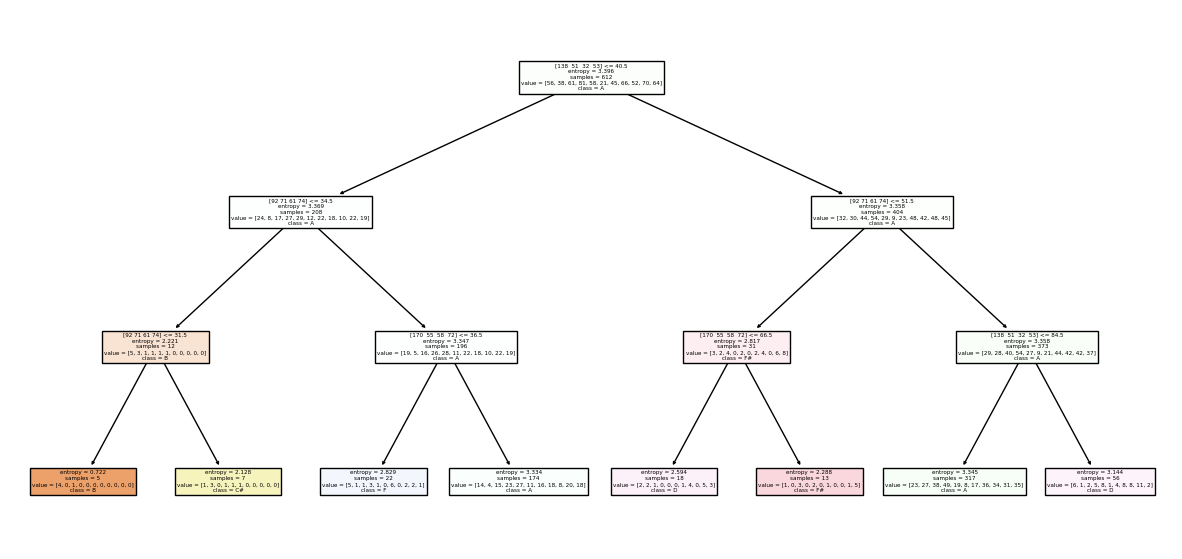 [138 51 32 53] <= 40.5
entropy = 3.396
samples = 612
value = [56, 38, 61, 81, 58, 21, 45, 66, 52, 70, 64]
class = A
[92 71 61 74] <= 34.5
entropy = 3.369
samples = 208
value = [24, 8, 17, 27, 29, 12, 22, 18, 10, 22, 19]
class = A
[92 71 61 74] <= 51.5
entropy = 3.358
samples = 404
value = [32, 30, 44, 54, 29, 9, 23, 48, 42, 48, 45]
class = A
[92 71 61 74] <= 31.5
entropy = 2.221
samples = 12
value = [5, 3, 1, 1, 1, 1, 0, 0, 0, 0, 0]
class = B
[170 55 58 72] <= 36.5
entropy = 3.347
samples = 196
value = [19, 5, 16, 26, 28, 11, 22, 18, 10, 22, 19]
class = A
[170 55 58 72] <= 66.5
entropy = 2.817
samples = 31
value = [3, 2, 4, 0, 2, 0, 2, 4, 0, 6, 8]
class = F#
[138 51 32 53] <= 84.5
entropy = 3.358
samples = 373
value = [29, 28, 40, 54, 27, 9, 21, 44, 42, 42, 37]
class = A
entropy = 0.722
samples = 5
value = [4, 0, 1, 0, 0, 0, 0, 0, 0, 0, 0]
class = B
entropy = 2.128
samples = 7
value = [1, 3, 0, 1, 1, 1, 0, 0, 0, 0, 0]
class = C#
entropy = 2.829
samples = 22
value = [5, 1, 1, 3, 1, 0, 6, 0, 2, 2, 1]
class = F
entropy = 3.334
samples = 174
value = [14, 4, 15, 23, 27, 11, 16, 18, 8, 20, 18]
class = A
entropy = 2.594
samples = 18
value = [2, 2, 1, 0, 0, 0, 1, 4, 0, 5, 3]
class = D
entropy = 2.288
samples = 13
value = [1, 0, 3, 0, 2, 0, 1, 0, 0, 1, 5]
class = F#
entropy = 3.345
samples = 317
value = [23, 27, 38, 49, 19, 8, 17, 36, 34, 31, 35]
class = A
entropy = 3.144
samples = 56
value = [6, 1, 2, 5, 8, 1, 4, 8, 8, 11, 2]
class = D